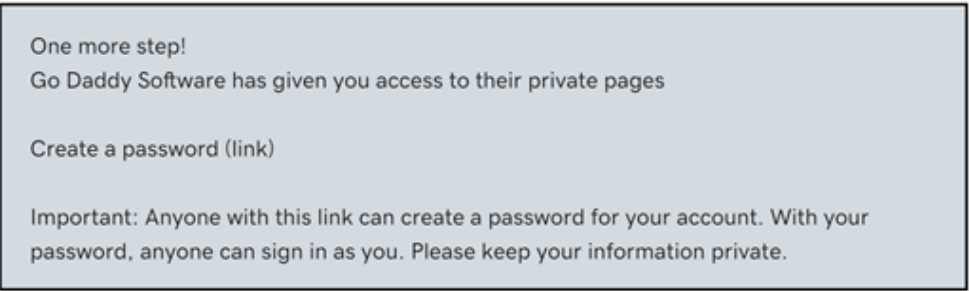 One more step!
Go Daddy Software has given you access to their private pages
Create a password (link)
Important: Anyone with this link can create a password for your account. With your
password, anyone can sign in as you. Please keep your information private.